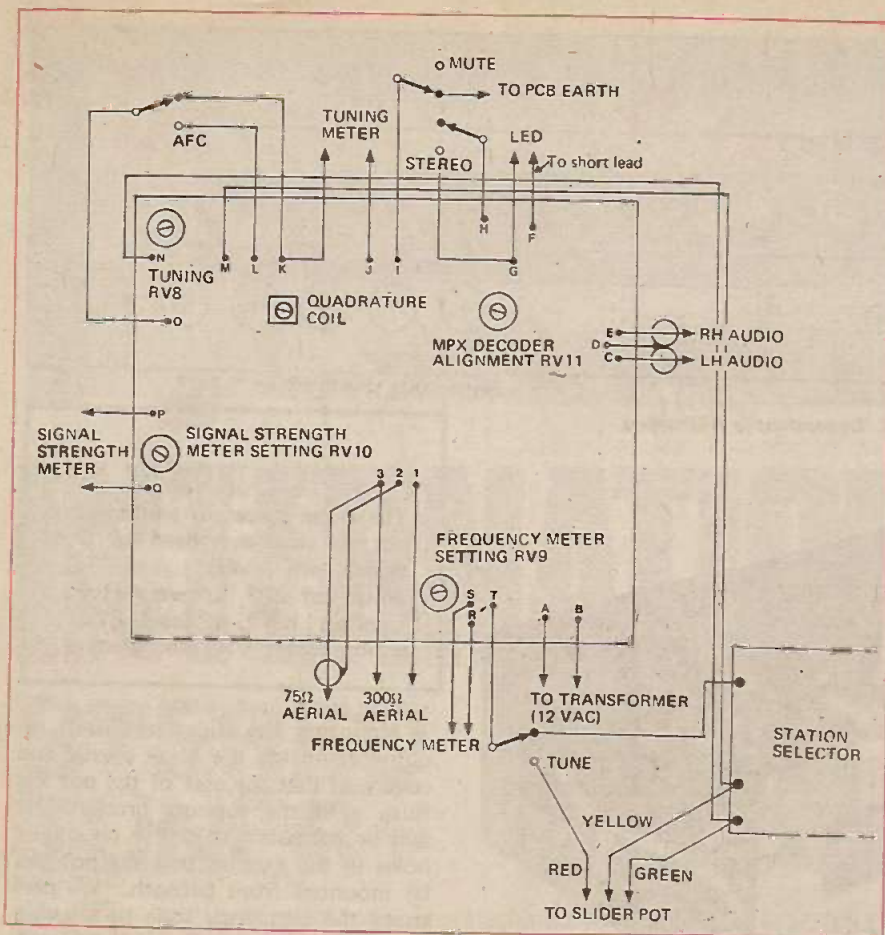 MUTE
TO PCB EARTH
TUNING
METER
LED
AFC
STEREO
To short lead
H
F
N
M
L
K
J
I
G
TUNING
RV8
QUADRATURE
COIL
O
MPX DECODER
ALIGNMENT RV11
E
D
C
RH AUDIO
LH AUDIO
P
SIGNAL
STRENGTH
METER
SIGNAL STRENGTH
METER SETTING RV10
Q
3 2 1
FREQUENCY METER
SETTING RV9
S T
R
A
B
75Ω
AERIAL
300Ω
AERIAL
TO TRANSFORMER
(12 VAC)
FREQUENCY METER
TUNE
STATION
SELECTOR
YELLOW
RED
GREEN
TO SLIDER POT